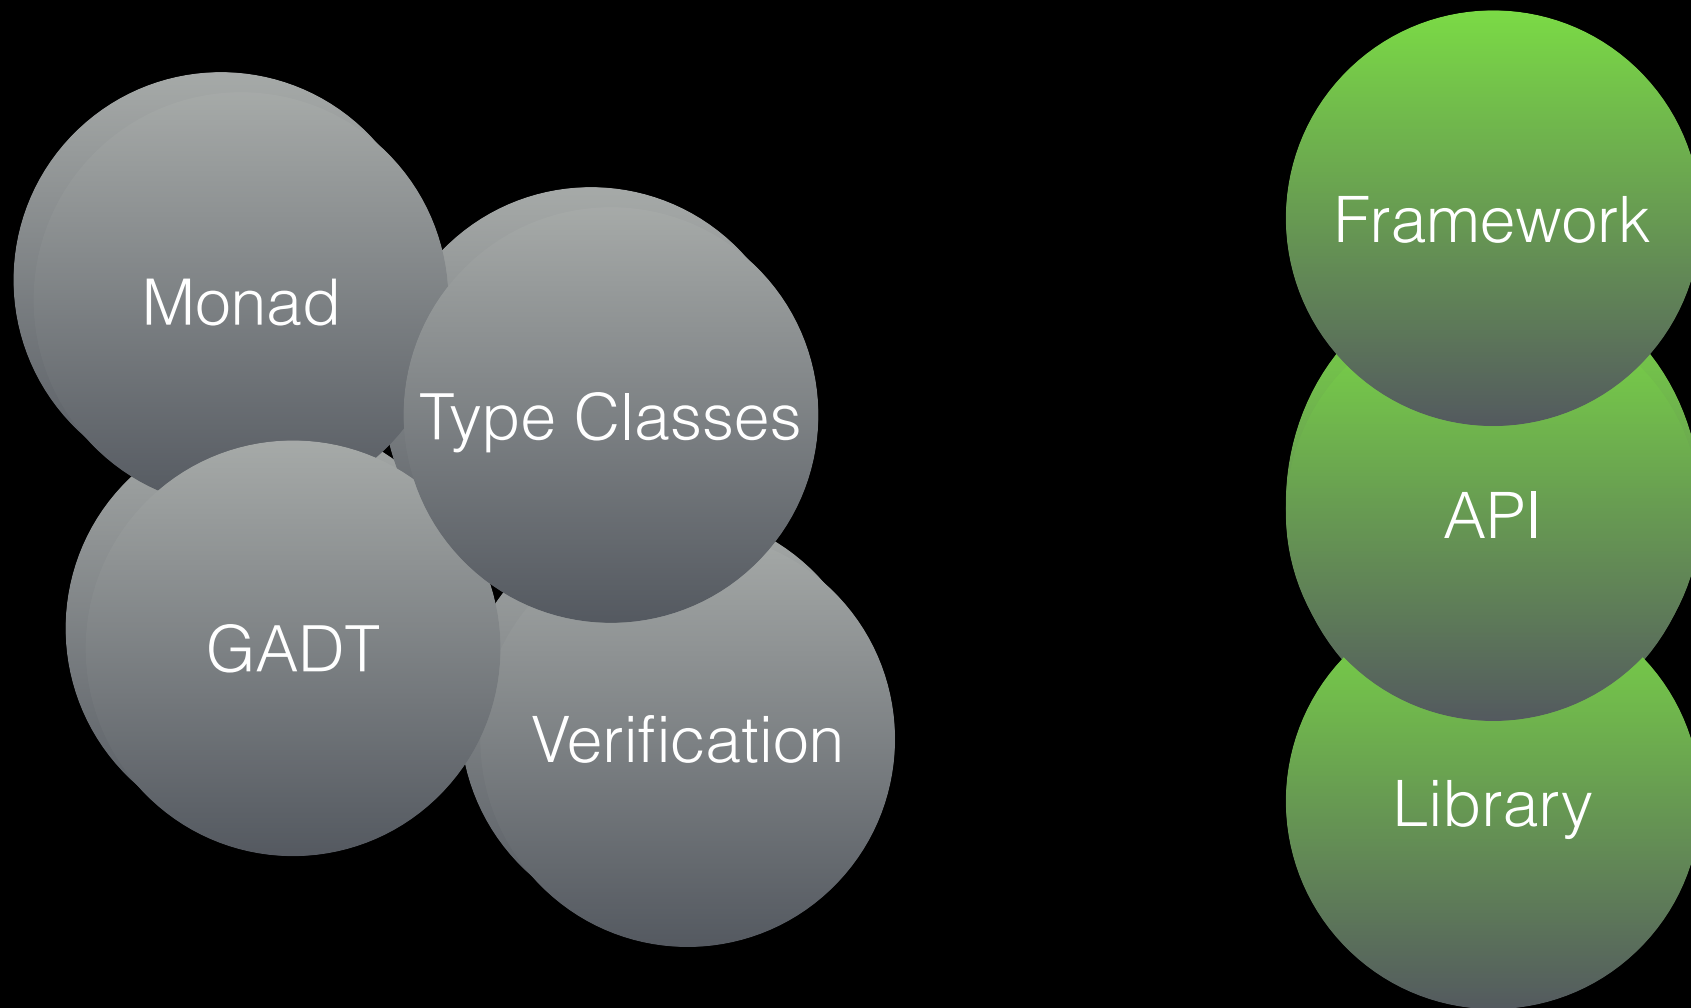 Monad
Type Classes
GADT
Verification
Framework
API
Library